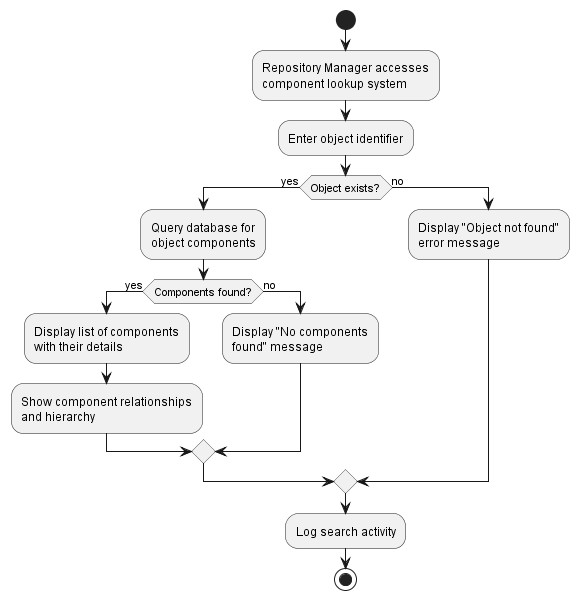 Repository Manager accesses
component lookup system
Enter object identifier
yes
Object exists?
no
Query database for
object components
Display "Object not found"
error message
yes
Components found?
no
Display list of components
with their details
Display "No components
found" message
Show component relationships
and hierarchy
Log search activity